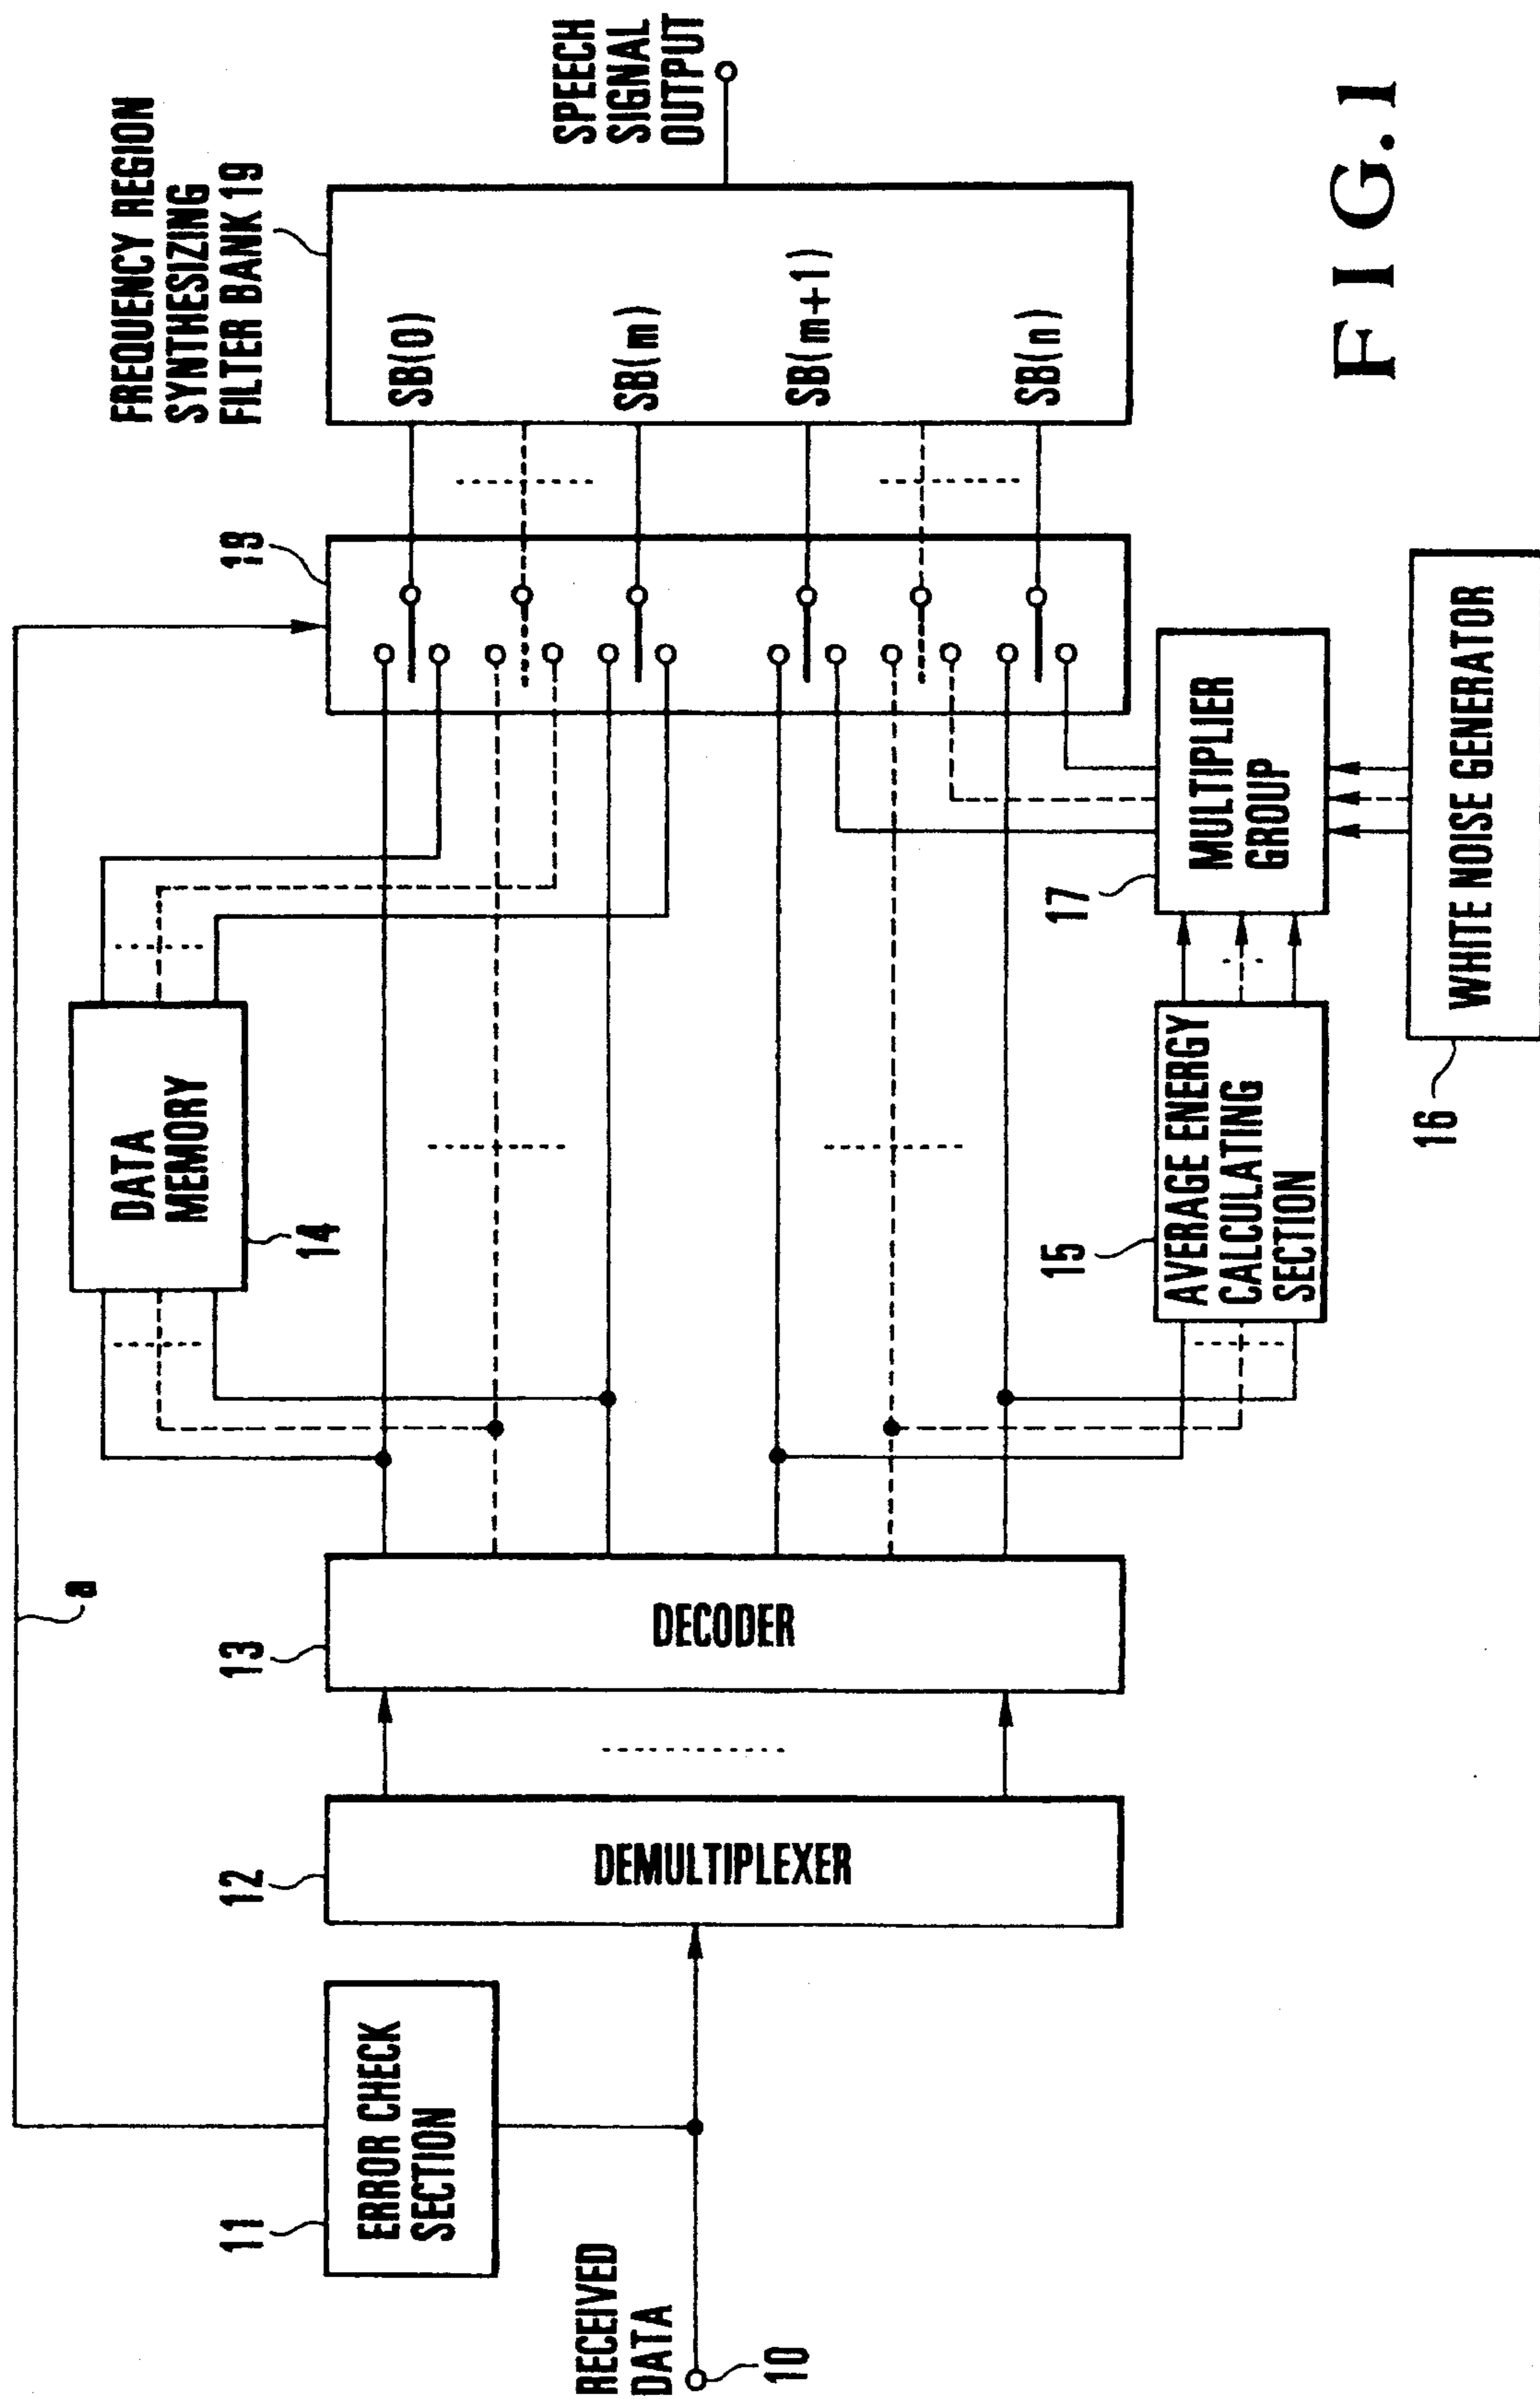 FREQUENCY REGION
SYNTHESIZING
FILTER BANK 19
SPEECH
SIGNAL
OUTPUT
18
SB(0)
SB(m)
SB(m+1)
SB(n)
a
DATA
MEMORY
14
13
DECODER
12
DEMULTIPLEXER
11
ERROR CHECK
SECTION
RECEIVED
DATA
10
15
AVERAGE ENERGY
CALCULATING
SECTION
17
MULTIPLIER
GROUP
16
WHITE NOISE GENERATOR
FIG.1